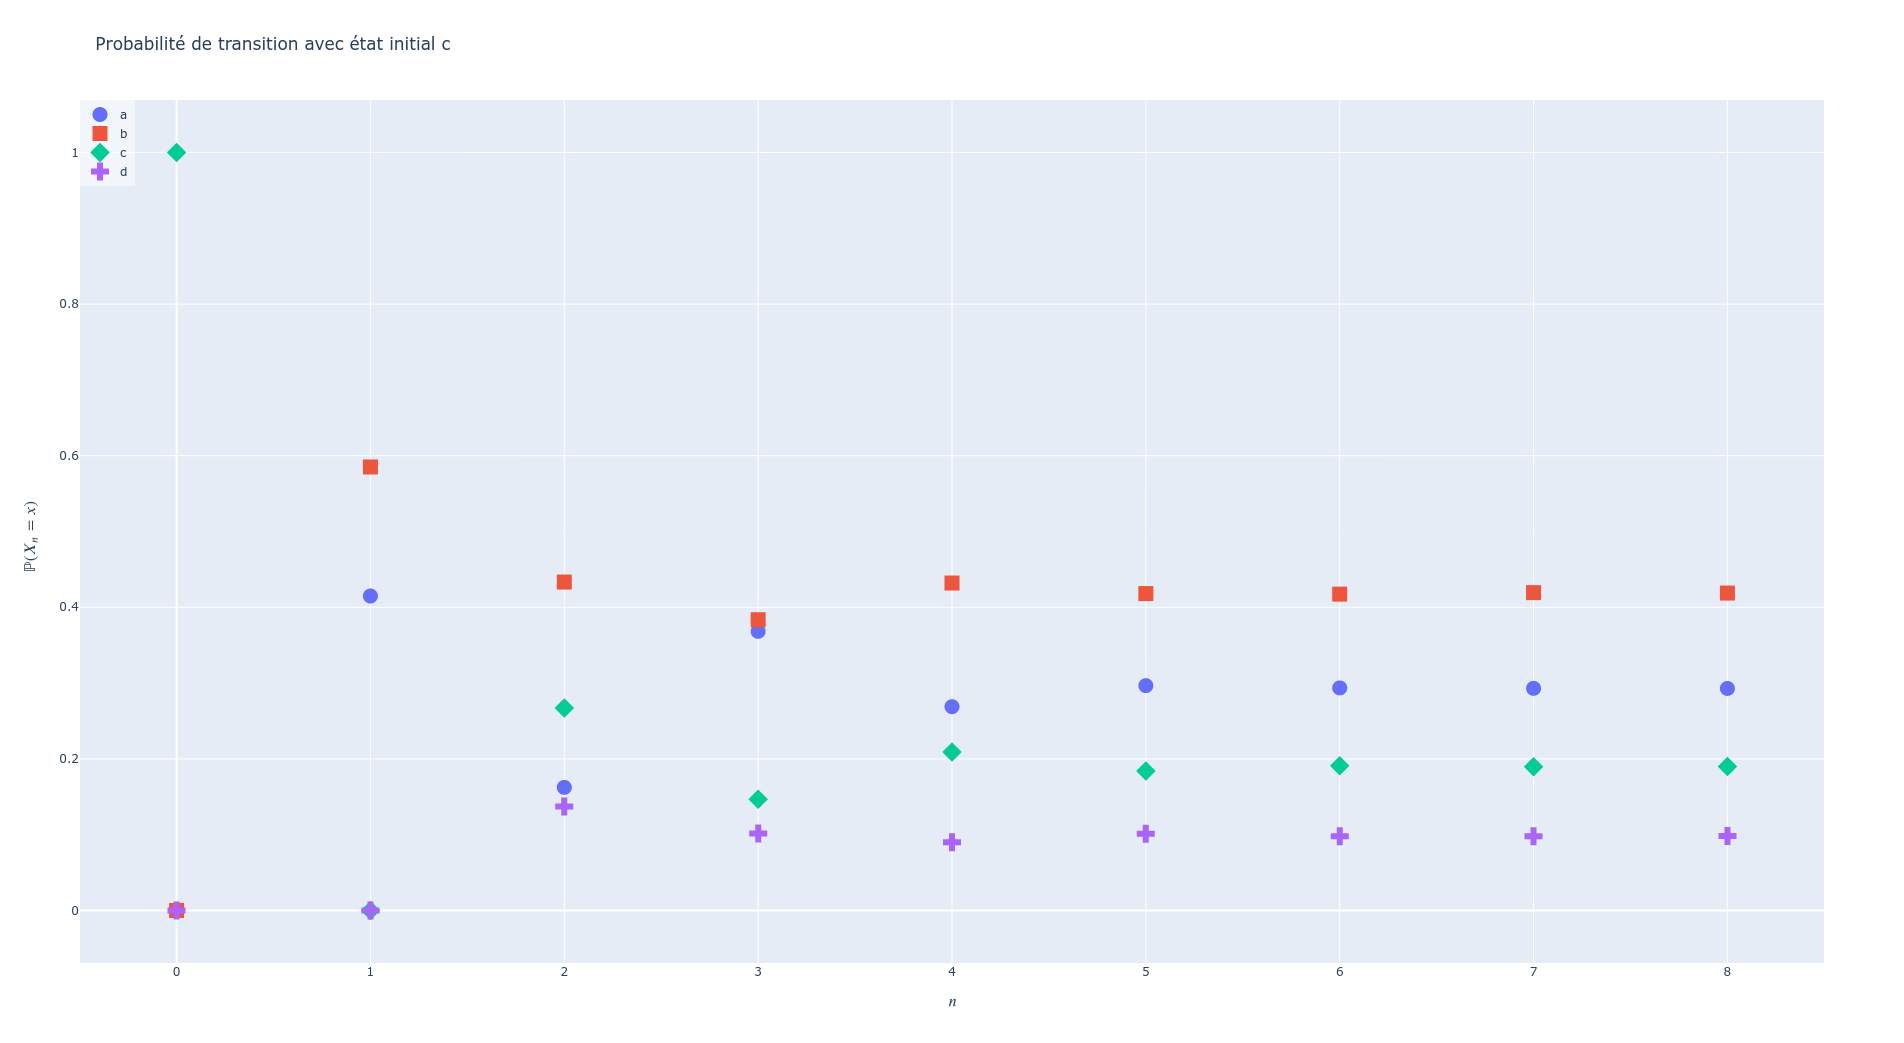 Probabilité de transition avec état initial c
a
b
c
d
1
0.8
0.6
0.4
0.2
0
ℙ(Xₙ = x)
0 1 2 3 4 5 6 7 8
n